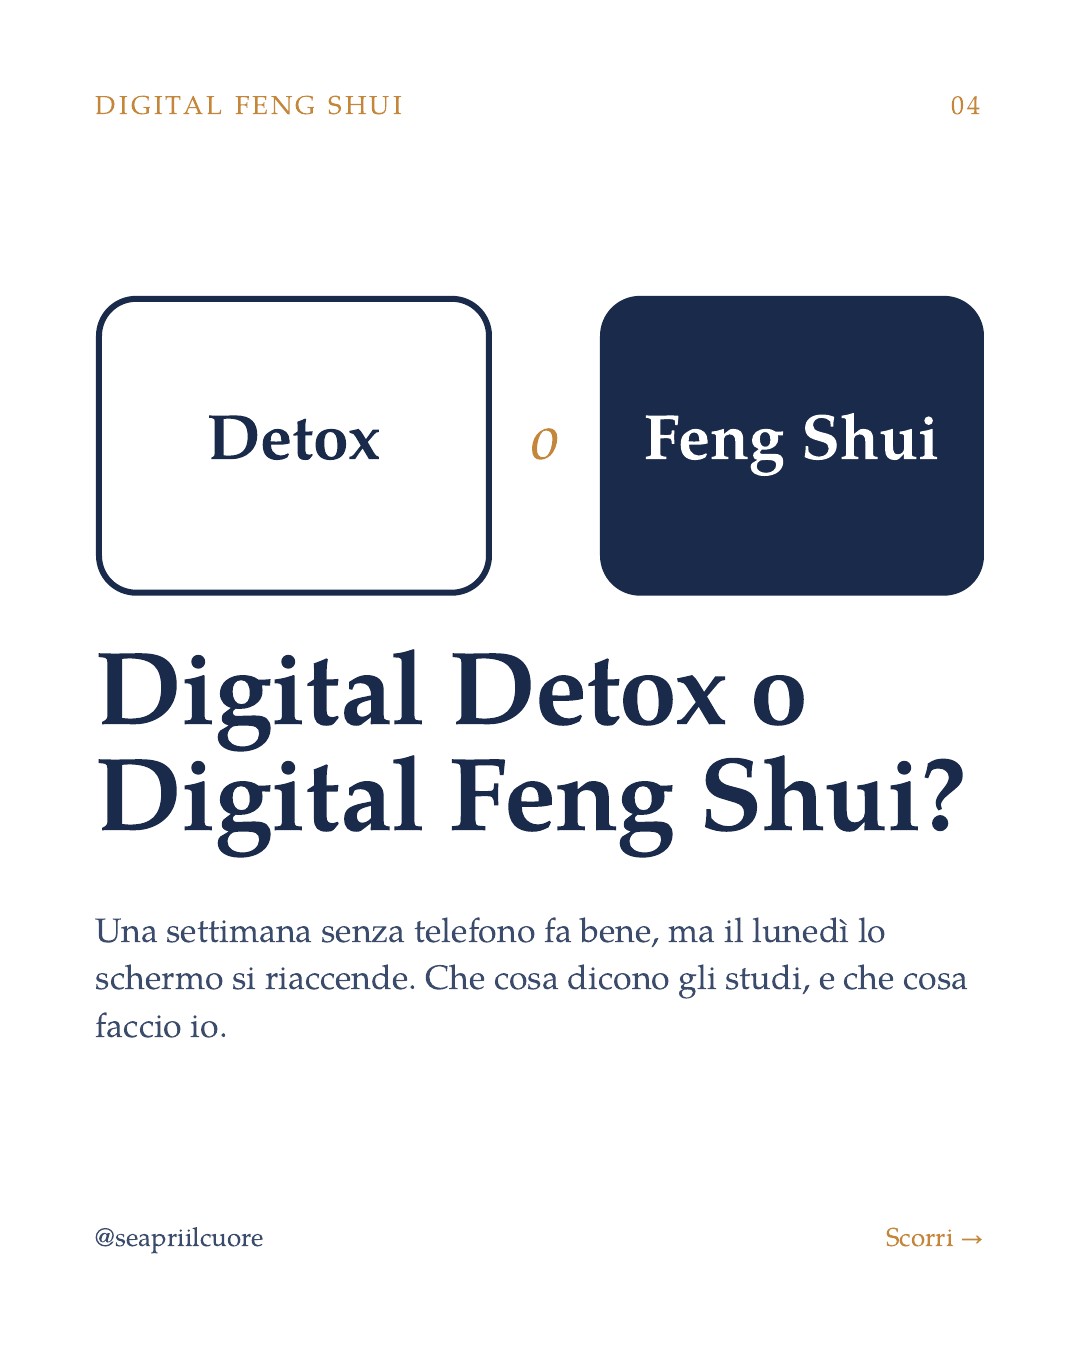 DIGITAL FENG SHUI
04
Detox
o
Feng Shui
Digital Detox o
Digital Feng Shui?
Una settimana senza telefono fa bene, ma il lunedì lo
schermo si riaccende. Che cosa dicono gli studi, e che cosa
faccio io.
@seapriilcuore
Scorri →